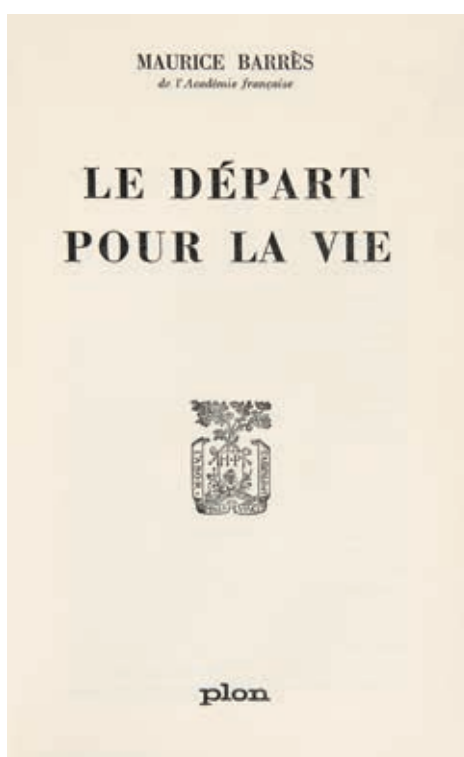 MAURICE BARRÈS
de l'Académie française
LE DÉPART
POUR LA VIE
H·P
plon